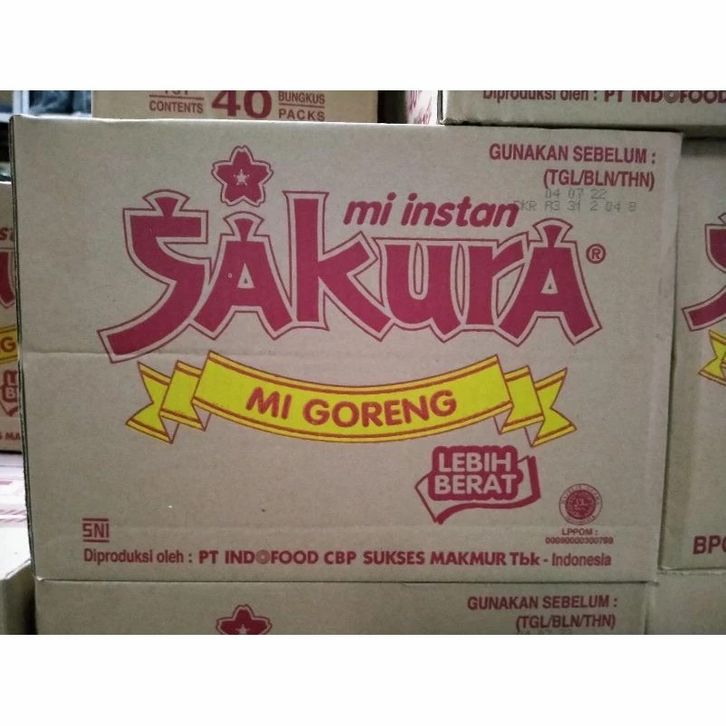 CONTENTS 40 BUNGKUS
PACKS
Diproduksi oleh : PT INDOFOOD
GUNAKAN SEBELUM :
(TGL/BLN/THN)
04 07 22
mi instan
SAKURA®
MI GORENG
LEBIH
BERAT
SNI
LPPOM :
Diproduksi oleh : PT INDOFOOD CBP SUKSES MAKMUR Tbk - Indonesia
GUNAKAN SEBELUM :
(TGL/BLN/THN)